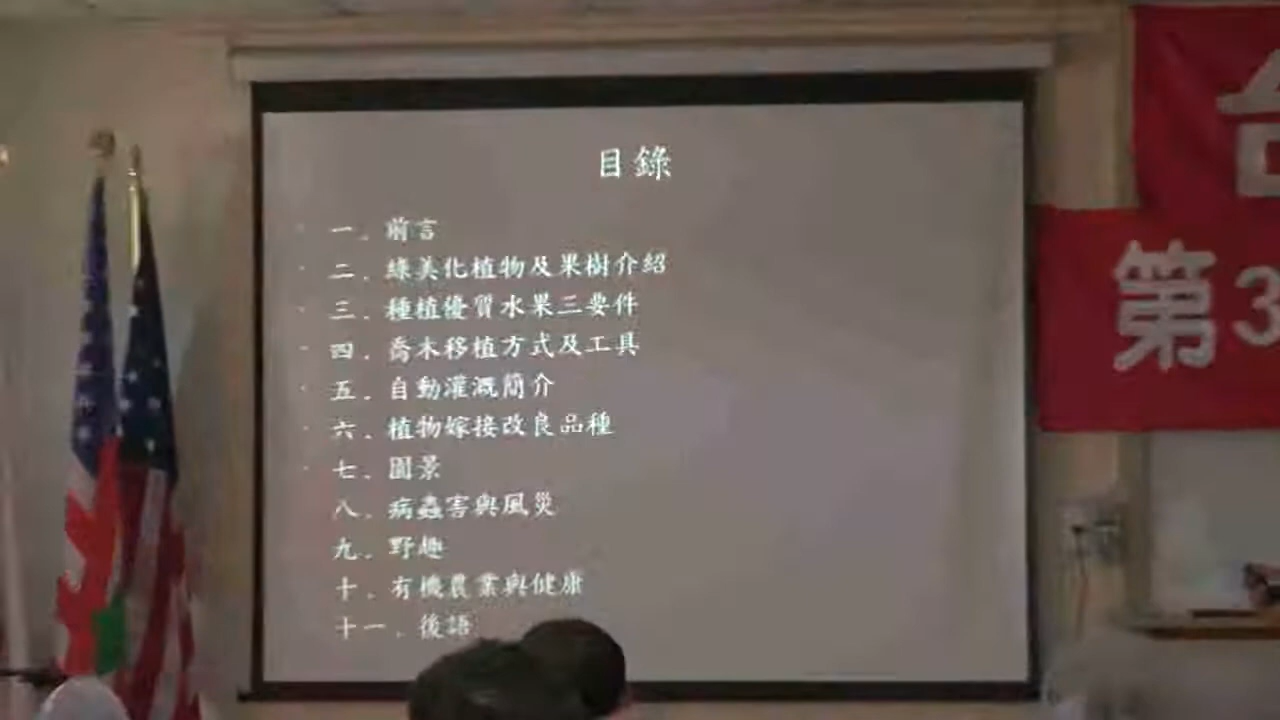 目錄
一. 前言
二. 綠美化植物及果樹介紹
三. 種植優質水果三要件
四. 喬木移植方式及工具
五. 自動灌溉簡介
六. 植物嫁接改良品種
七. 園景
八. 病蟲害與風災
九. 野趣
十. 有機農業與健康
十一. 後語
台
第3